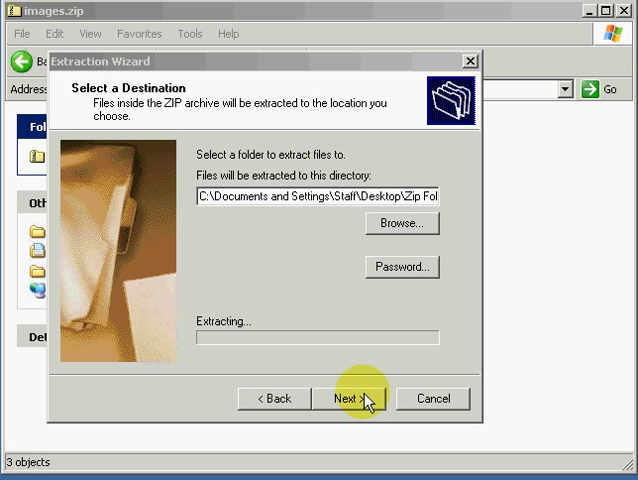 images.zip
File Edit View Favorites Tools Help
Extraction Wizard
Address
Go
Select a Destination
Files inside the ZIP archive will be extracted to the location you
choose.
Select a folder to extract files to.
Files will be extracted to this directory:
C:\Documents and Settings\Staff\Desktop\Zip Fol
Browse...
Password...
Extracting...
< Back Next > Cancel
3 objects